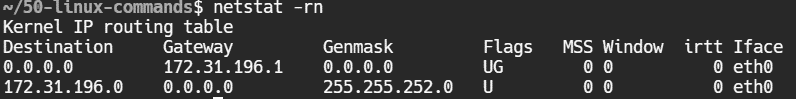 ~/50-linux-commands$ netstat -rn
Kernel IP routing table
Destination     Gateway         Genmask         Flags   MSS Window  irtt Iface
0.0.0.0         172.31.196.1    0.0.0.0         UG        0 0          0 eth0
172.31.196.0    0.0.0.0         255.255.252.0   U         0 0          0 eth0